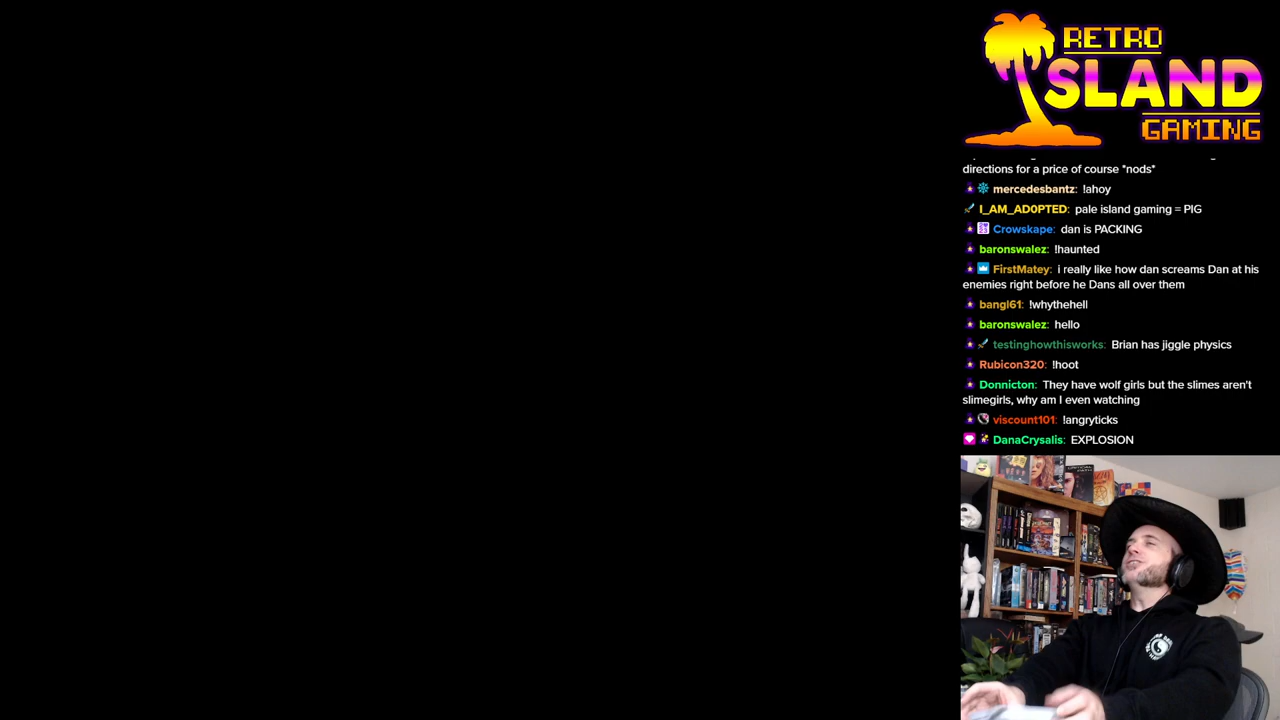 RETRO
ISLAND
GAMING
directions for a price of course *nods*
mercedesbantz: !ahoy
I_AM_AD0PTED: pale island gaming = PIG
Crowskape: dan is PACKING
baronswalez: !haunted
FirstMatey: i really like how dan screams Dan at his
enemies right before he Dans all over them
bangl61: !whythehell
baronswalez: hello
testinghowthisworks: Brian has jiggle physics
Rubicon320: !hoot
Donnicton: They have wolf girls but the slimes aren't
slimegirls, why am I even watching
viscount101: !angryticks
DanaCrysalis: EXPLOSION